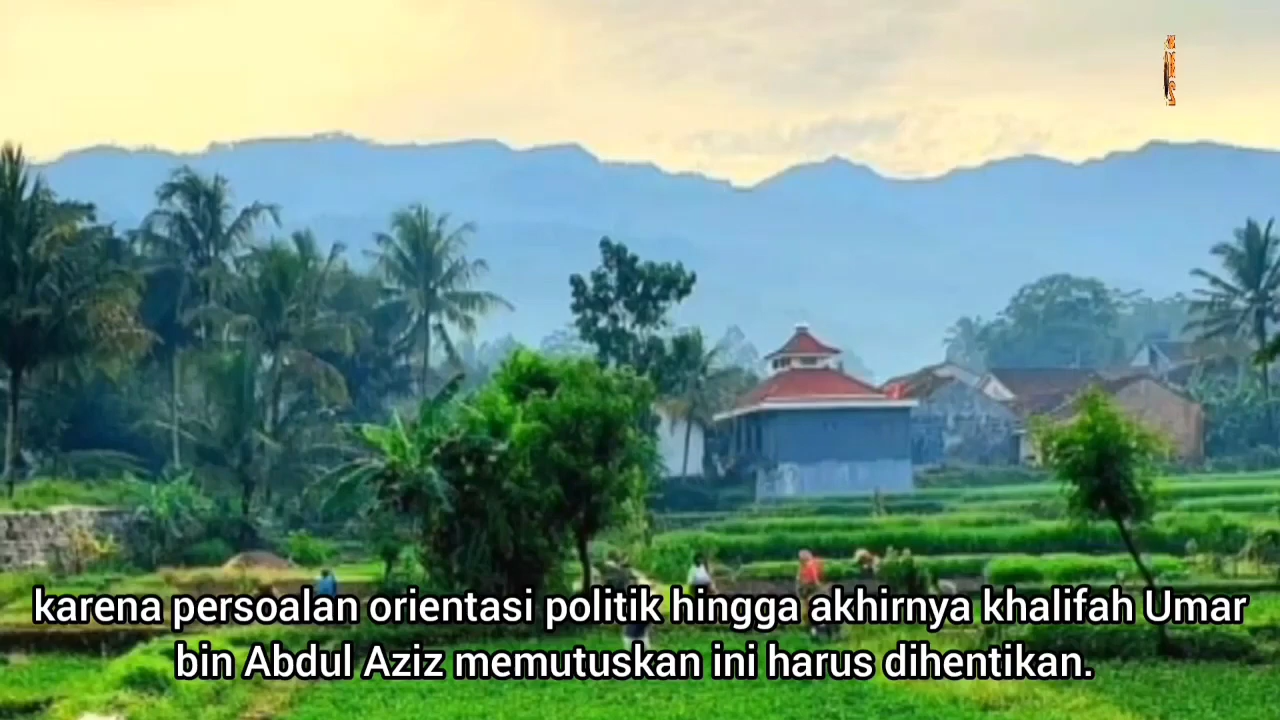 karena persoalan orientasi politik hingga akhirnya khalifah Umar
bin Abdul Aziz memutuskan ini harus dihentikan.